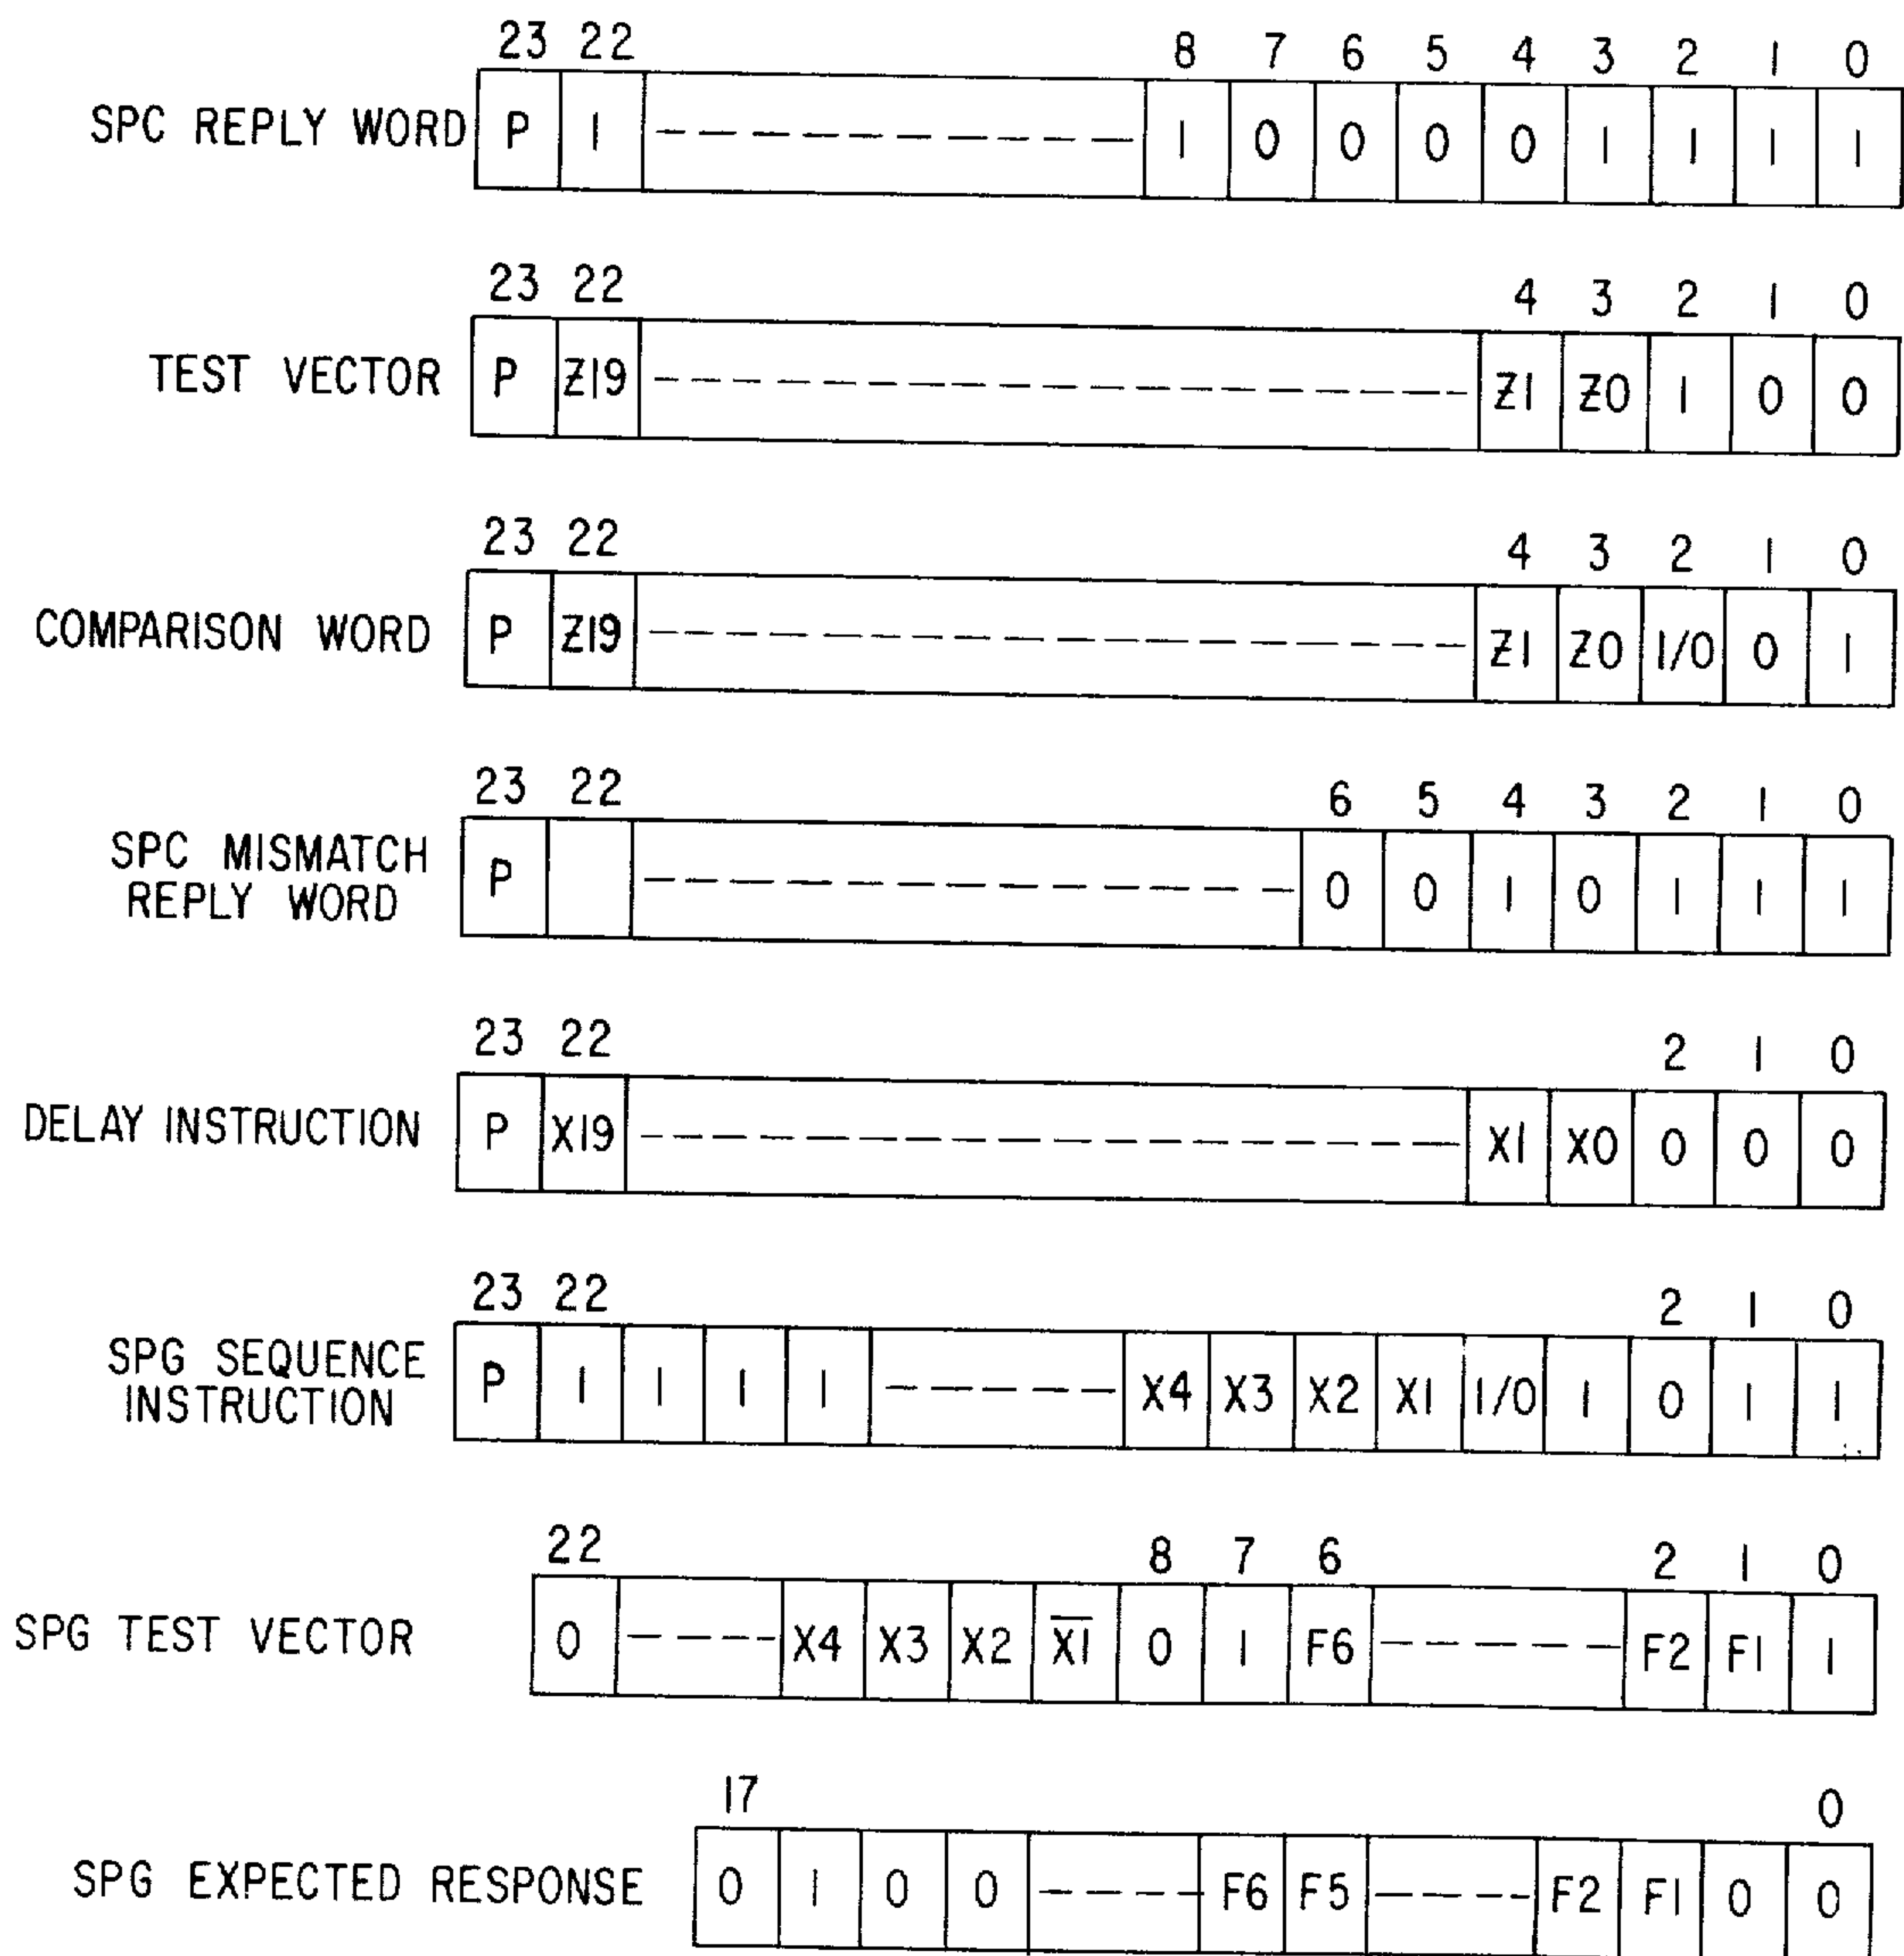 23 22 8 7 6 5 4 3 2 1 0
SPC REPLY WORD P 1 1 0 0 0 0 1 1 1 1
23 22 4 3 2 1 0
TEST VECTOR P Z19 Z1 Z0 1 0 0
23 22 4 3 2 1 0
COMPARISON WORD P Z19 Z1 Z0 1/0 0 1
23 22 6 5 4 3 2 1 0
SPC MISMATCH
REPLY WORD P 0 0 1 0 1 1 1
23 22 2 1 0
DELAY INSTRUCTION P X19 X1 X0 0 0 0
23 22 2 1 0
SPG SEQUENCE
INSTRUCTION P 1 1 1 1 X4 X3 X2 X1 1/0 1 0 1 1
22 8 7 6 2 1 0
SPG TEST VECTOR 0 X4 X3 X2 X̅1̅ 0 1 F6 F2 F1 1
17 0
SPG EXPECTED RESPONSE 0 1 0 0 F6 F5 F2 F1 0 0